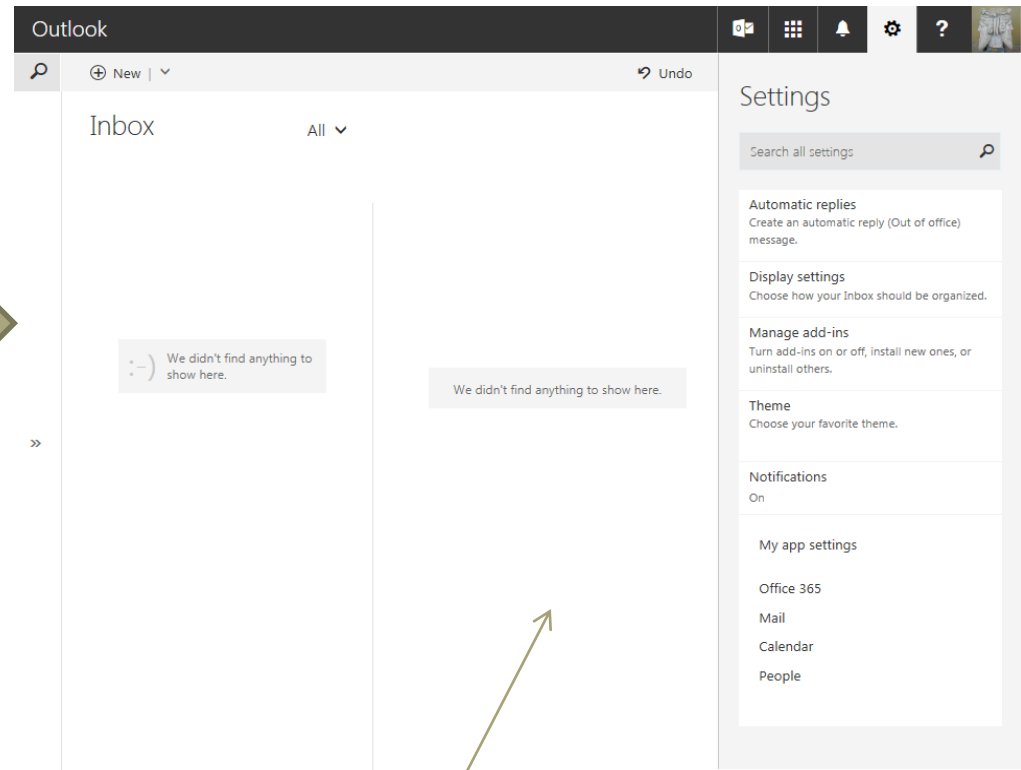 Outlook
?
New | 
Undo
Inbox
All
:-) We didn't find anything to
show here.
We didn't find anything to show here.
»
Settings
Search all settings
Automatic replies
Create an automatic reply (Out of office)
message.
Display settings
Choose how your Inbox should be organized.
Manage add-ins
Turn add-ins on or off, install new ones, or
uninstall others.
Theme
Choose your favorite theme.
Notifications
On
My app settings
Office 365
Mail
Calendar
People